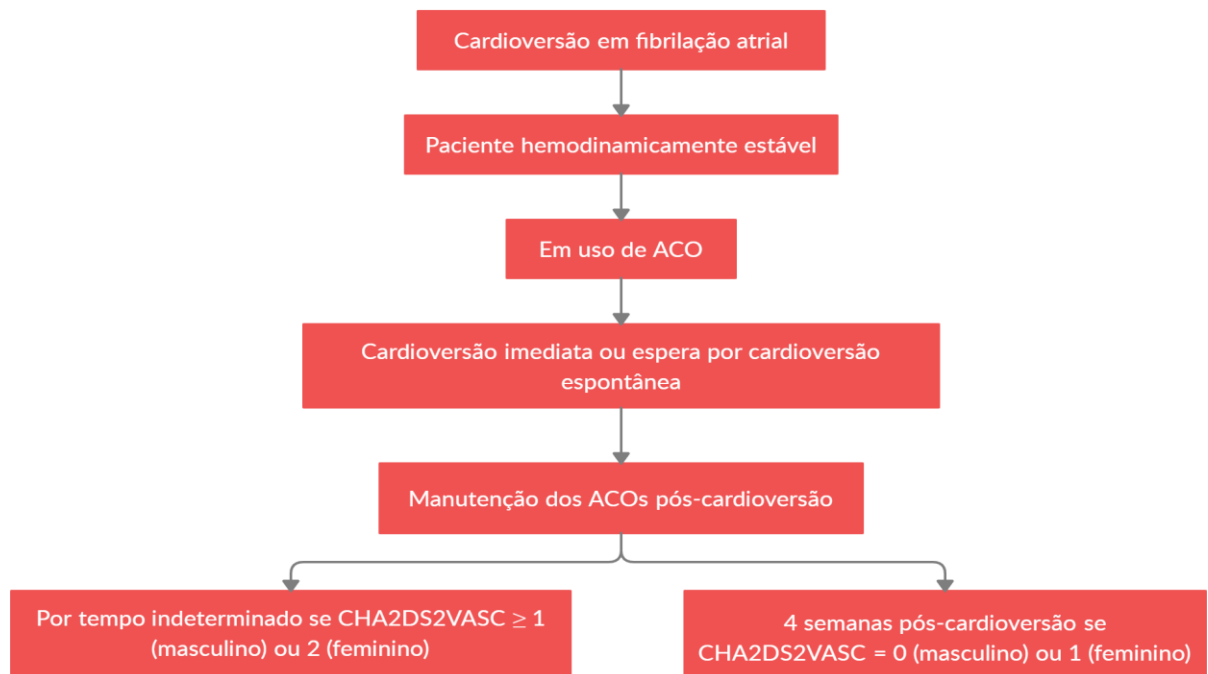 Cardioversão em fibrilação atrial
Paciente hemodinamicamente estável
Em uso de ACO
Cardioversão imediata ou espera por cardioversão
espontânea
Manutenção dos ACOs pós-cardioversão
Por tempo indeterminado se CHA2DS2VASC ≥ 1
(masculino) ou 2 (feminino)
4 semanas pós-cardioversão se
CHA2DS2VASC = 0 (masculino) ou 1 (feminino)